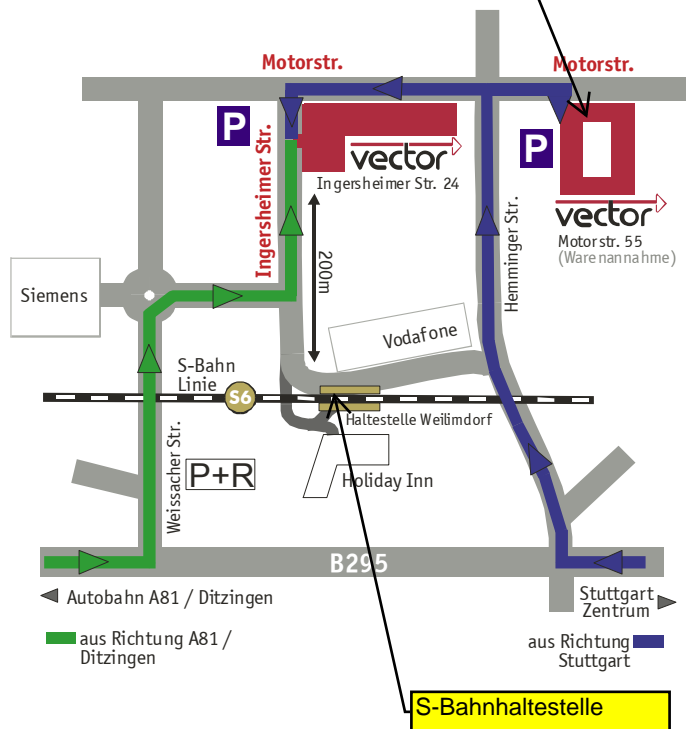 Motorstr.
Motorstr.
P
Ingersheimer Str.
vector
Ingersheimer Str. 24
P
vector
Motorstr. 55
(Warenannahme)
200m
Hemminger Str.
Siemens
Vodafone
S-Bahn
Linie
S6
Haltestelle Weilimdorf
Weissacher Str.
P+R
Holiday Inn
B295
Autobahn A81 / Ditzingen
Stuttgart
Zentrum
aus Richtung A81 /
Ditzingen
aus Richtung
Stuttgart
S-Bahnhaltestelle